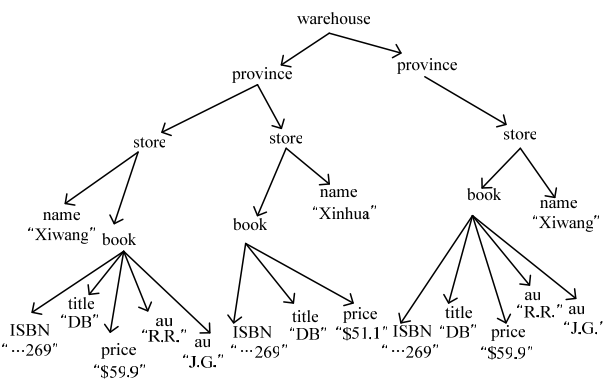 warehouse
province
province
store
store
store
name
"Xiwang"
book
name
"Xinhua"
book
book
name
"Xiwang"
ISBN
"···269"
title
"DB"
price
"$59.9"
au
"R.R."
au
"J.G."
ISBN
"···269"
title
"DB"
price
"$51.1"
ISBN
"···269"
title
"DB"
price
"$59.9"
au
"R.R."
au
"J.G.'